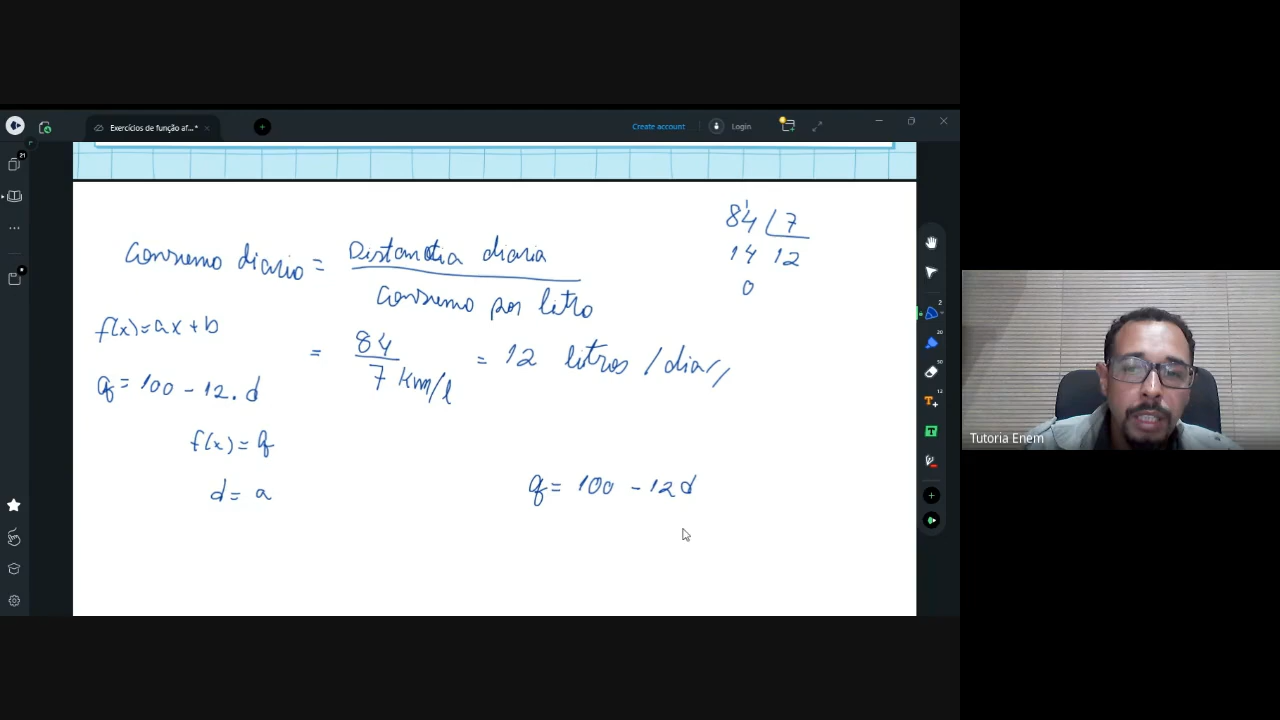 Exercícios de função af...*
Create account
Login
21
84 7
14 12
0
Consumo diario = Distancia diaria
Consumo por litro
f(x)=ax+b
= 84 = 12 litros / dia
7 km/l
q = 100 - 12. d
f(x) = q
d = a
q = 100 - 12d
Tutoria Enem